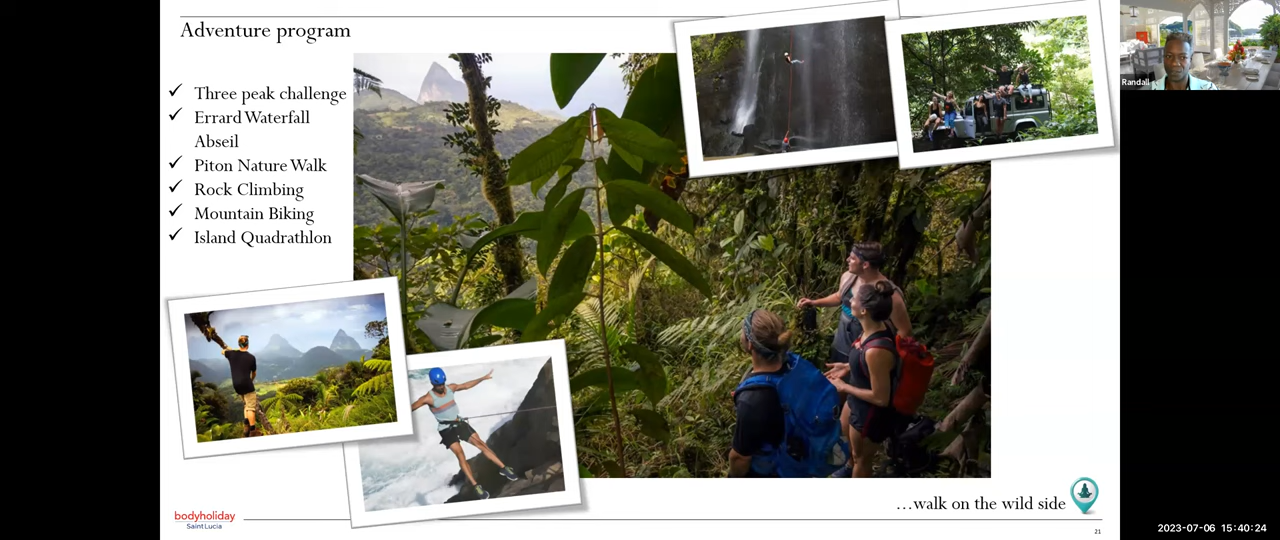 Adventure program
✓ Three peak challenge
✓ Errard Waterfall
Abseil
✓ Piton Nature Walk
✓ Rock Climbing
✓ Mountain Biking
✓ Island Quadrathlon
Randall
…walk on the wild side
bodyholiday
Saint Lucia
21
2023-07-06 15:40:24